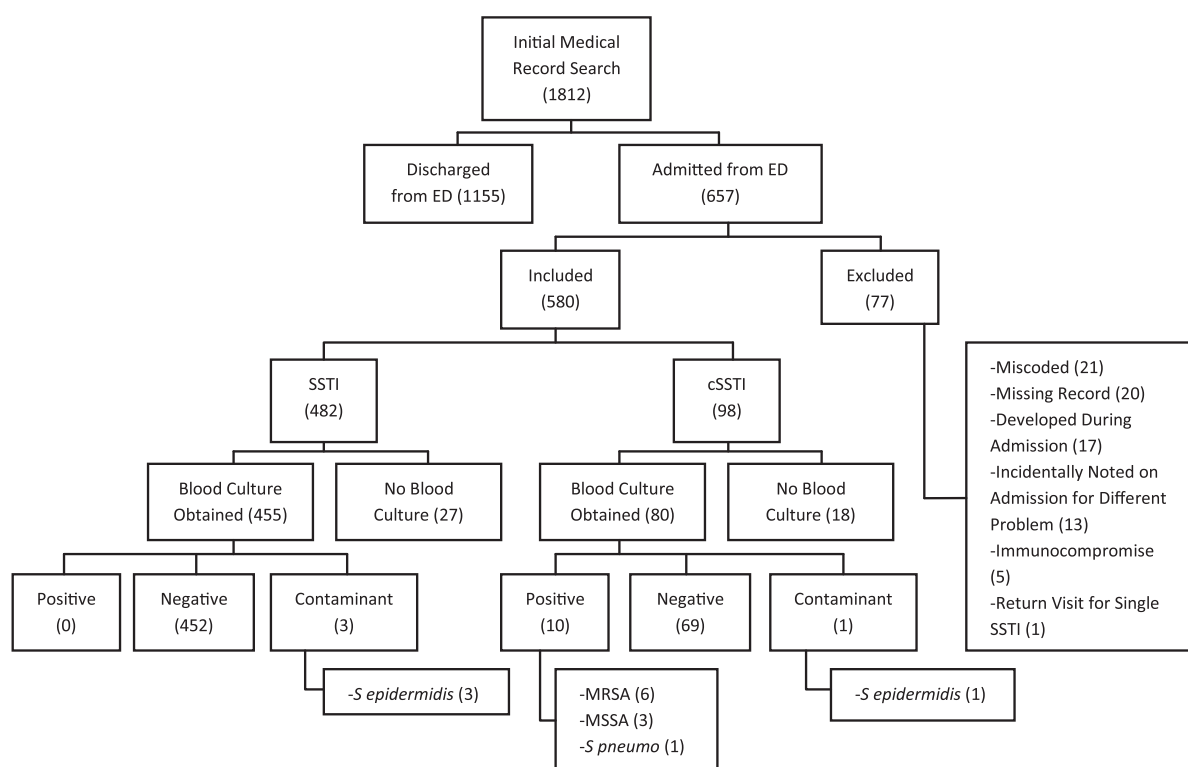 Initial Medical
Record Search
(1812)
Discharged
from ED (1155)
Admitted from ED
(657)
Included
(580)
Excluded
(77)
-Miscoded (21)
-Missing Record (20)
-Developed During
Admission (17)
-Incidentally Noted on
Admission for Different
Problem (13)
-Immunocompromise
(5)
-Return Visit for Single
SSTI (1)
SSTI
(482)
cSSTI
(98)
Blood Culture
Obtained (455)
No Blood
Culture (27)
Blood Culture
Obtained (80)
No Blood
Culture (18)
Positive
(0)
Negative
(452)
Contaminant
(3)
Positive
(10)
Negative
(69)
Contaminant
(1)
-S epidermidis (3)
-MRSA (6)
-MSSA (3)
-S pneumo (1)
-S epidermidis (1)